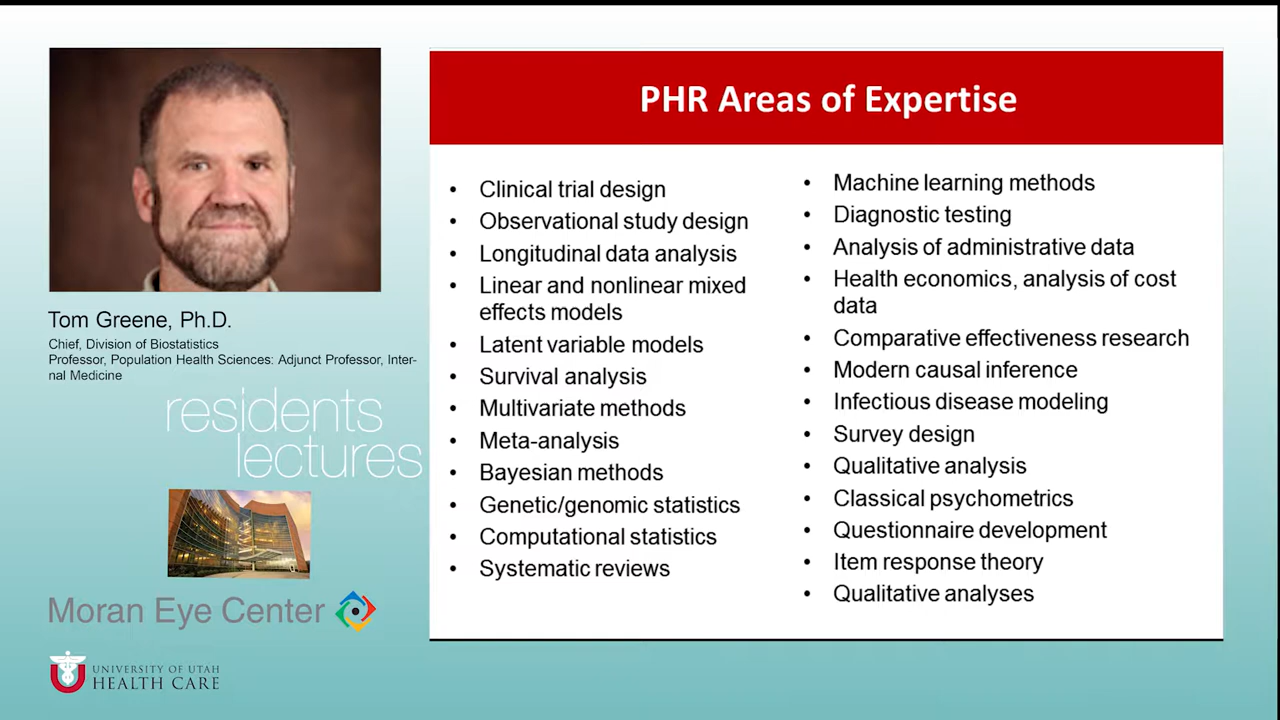 PHR Areas of Expertise
• Clinical trial design
• Observational study design
• Longitudinal data analysis
• Linear and nonlinear mixed
effects models
• Latent variable models
• Survival analysis
• Multivariate methods
• Meta-analysis
• Bayesian methods
• Genetic/genomic statistics
• Computational statistics
• Systematic reviews
• Machine learning methods
• Diagnostic testing
• Analysis of administrative data
• Health economics, analysis of cost
data
• Comparative effectiveness research
• Modern causal inference
• Infectious disease modeling
• Survey design
• Qualitative analysis
• Classical psychometrics
• Questionnaire development
• Item response theory
• Qualitative analyses
Tom Greene, Ph.D.
Chief, Division of Biostatistics
Professor, Population Health Sciences: Adjunct Professor, Inter-
nal Medicine
residents
lectures
Moran Eye Center
UNIVERSITY OF UTAH
HEALTH CARE